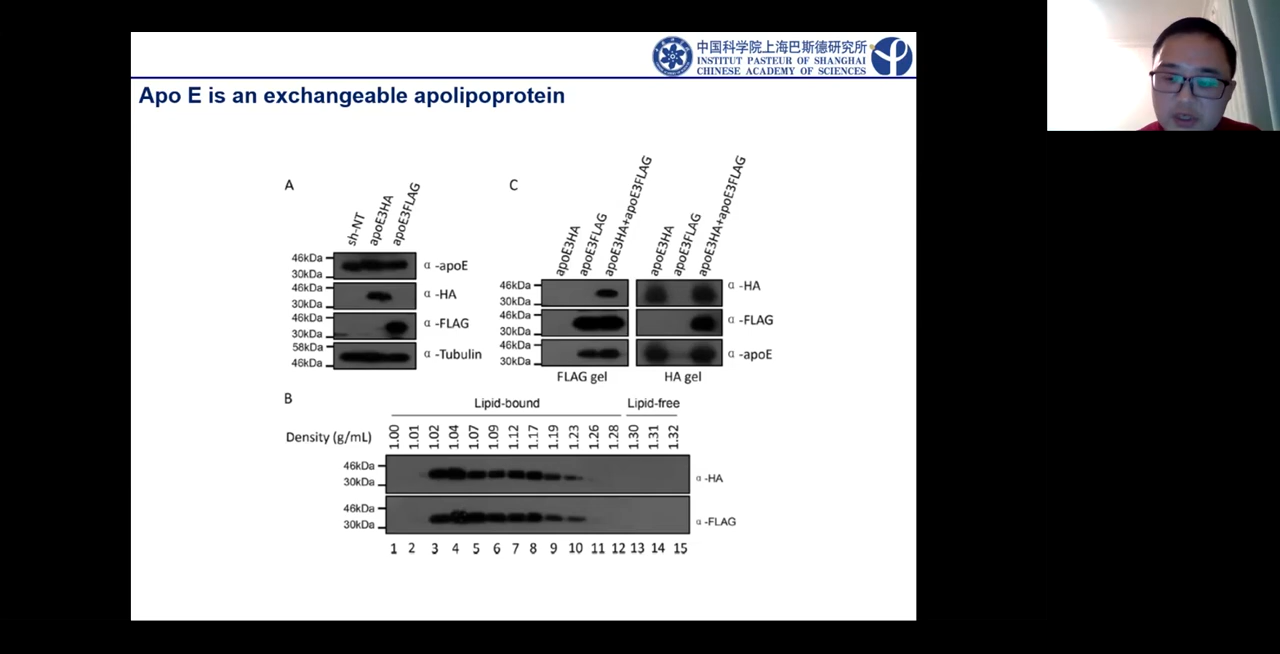 中国科学院上海巴斯德研究所
INSTITUT PASTEUR OF SHANGHAI
CHINESE ACADEMY OF SCIENCES
Apo E is an exchangeable apolipoprotein
A
sh-NT
apoE3HA
apoE3FLAG
46kDa
30kDa
α-apoE
46kDa
30kDa
α-HA
46kDa
30kDa
α-FLAG
58kDa
46kDa
α-Tubulin
C
apoE3HA
apoE3FLAG
apoE3HA+apoE3FLAG
apoE3HA
apoE3FLAG
apoE3HA+apoE3FLAG
46kDa
30kDa
α-HA
46kDa
30kDa
α-FLAG
46kDa
30kDa
α-apoE
FLAG gel HA gel
B
Lipid-bound Lipid-free
Density (g/mL) 1.00 1.01 1.02 1.04 1.07 1.09 1.12 1.17 1.19 1.23 1.26 1.28 1.30 1.31 1.32
46kDa
30kDa
α-HA
46kDa
30kDa
α-FLAG
1 2 3 4 5 6 7 8 9 10 11 12 13 14 15